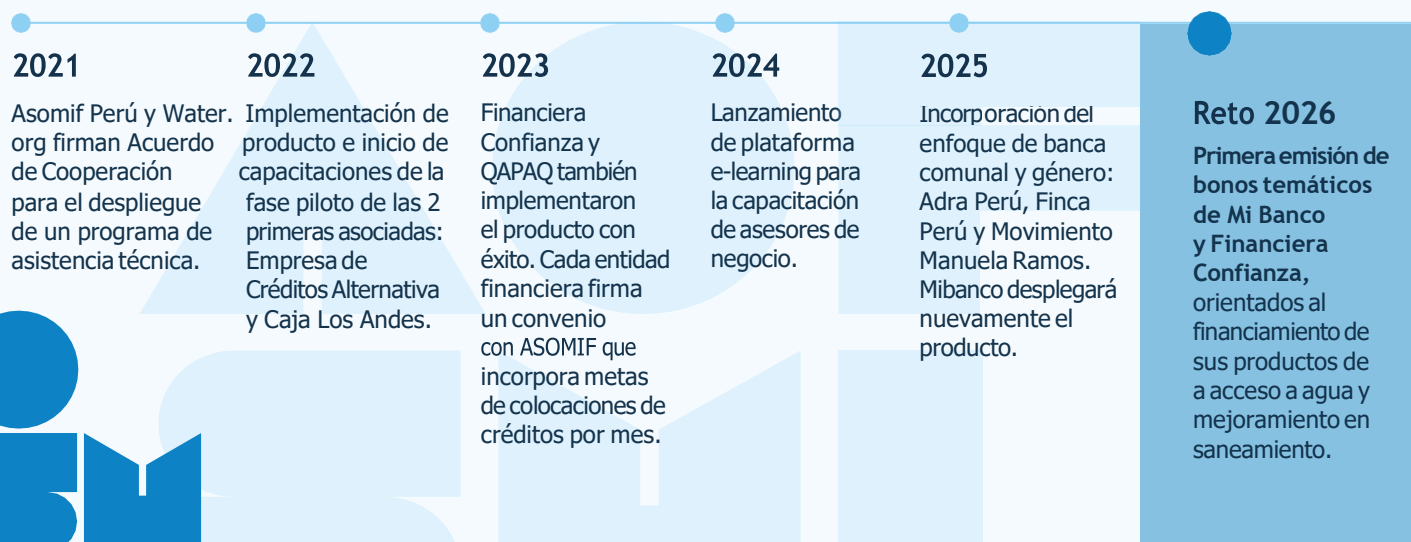 2021
Asomif Perú y Water.
org firman Acuerdo
de Cooperación
para el despliegue
de un programa de
asistencia técnica.
2022
Implementación de
producto e inicio de
capacitaciones de la
fase piloto de las 2
primeras asociadas:
Empresa de
Créditos Alternativa
y Caja Los Andes.
2023
Financiera
Confianza y
QAPAQ también
implementaron
el producto con
éxito. Cada entidad
financiera firma
un convenio
con ASOMIF que
incorpora metas
de colocaciones de
créditos por mes.
2024
Lanzamiento
de plataforma
e-learning para
la capacitación
de asesores de
negocio.
2025
Incorporación del
enfoque de banca
comunal y género:
Adra Perú, Finca
Perú y Movimiento
Manuela Ramos.
Mibanco desplegará
nuevamente el
producto.
Reto 2026
Primera emisión de
bonos temáticos
de Mi Banco
y Financiera
Confianza,
orientados al
financiamiento de
sus productos de
a acceso a agua y
mejoramiento en
saneamiento.